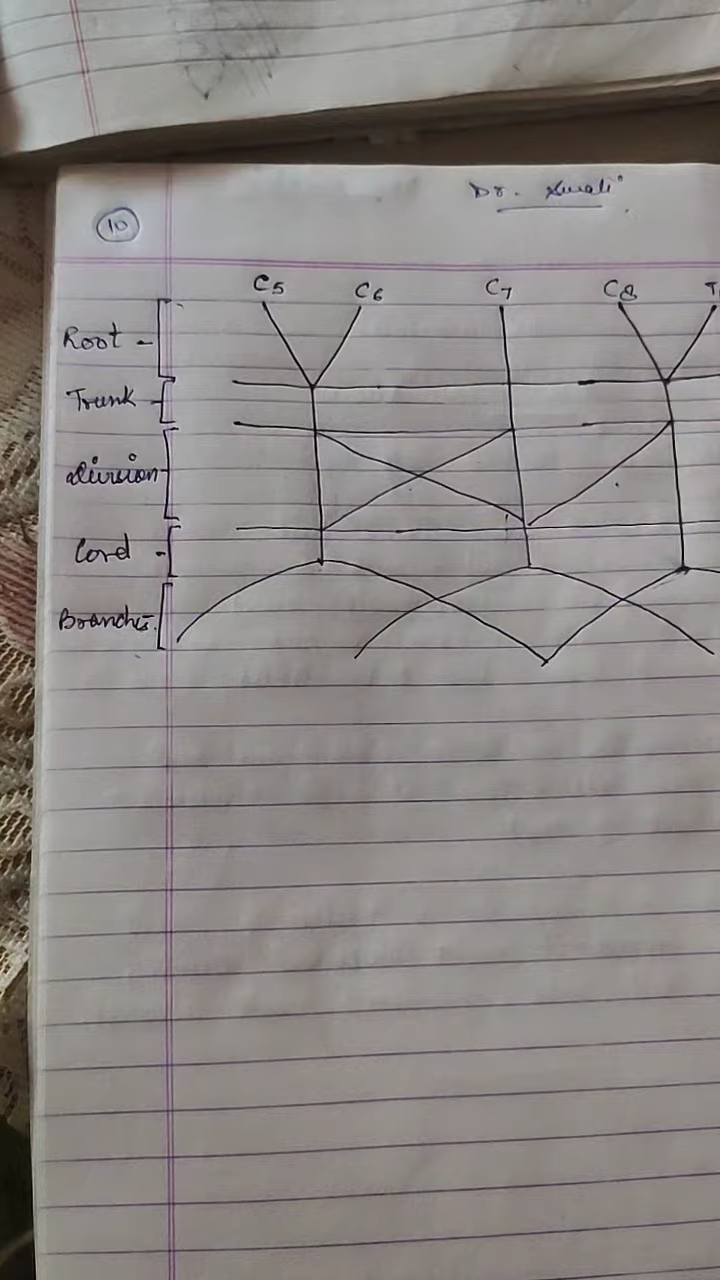 10
Dr. Swati
C5 C6 C7 C8 T
Root
Trunk
division
Cord
Branches